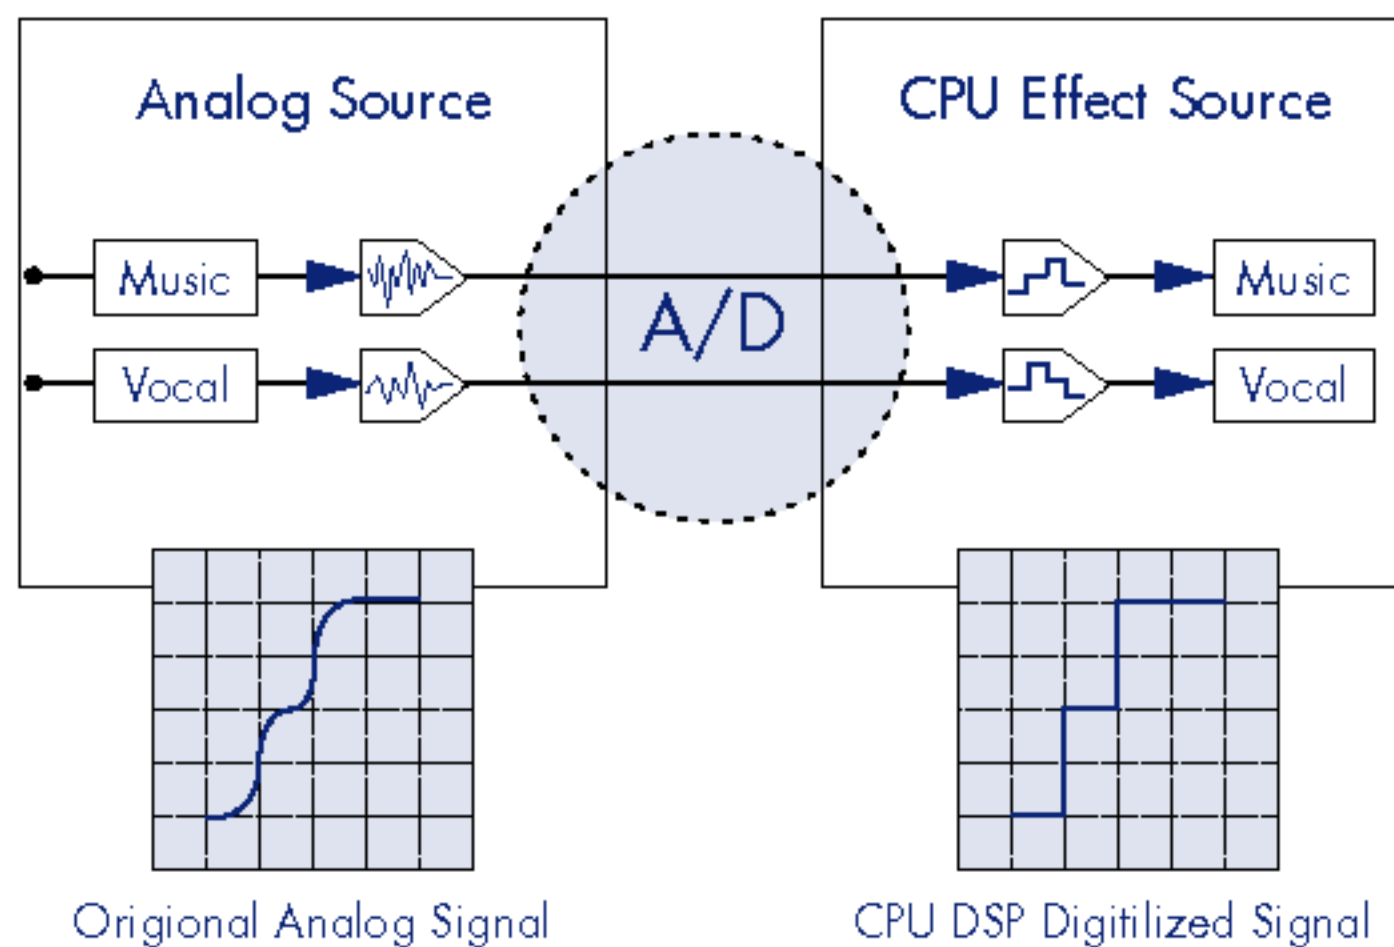 Analog Source
CPU Effect Source
Music
A/D
Music
Vocal
Vocal
Origional Analog Signal
CPU DSP Digitilized Signal